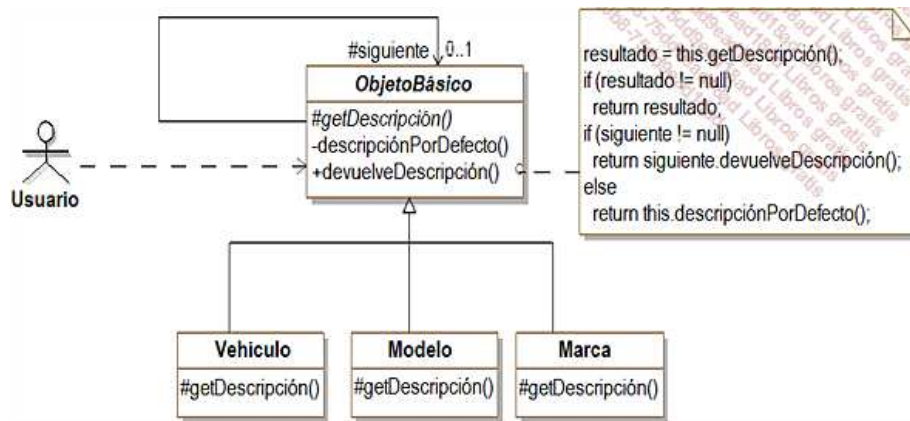 #siguiente 0..1
ObjetoBásico
#getDescripción()
-descripciónPorDefecto()
+devuelveDescripción()
Usuario
resultado = this.getDescripción();
if (resultado != null)
return resultado;
if (siguiente != null)
return siguiente.devuelveDescripción();
else
return this.descripciónPorDefecto();
Vehiculo
#getDescripción()
Modelo
#getDescripción()
Marca
#getDescripción()